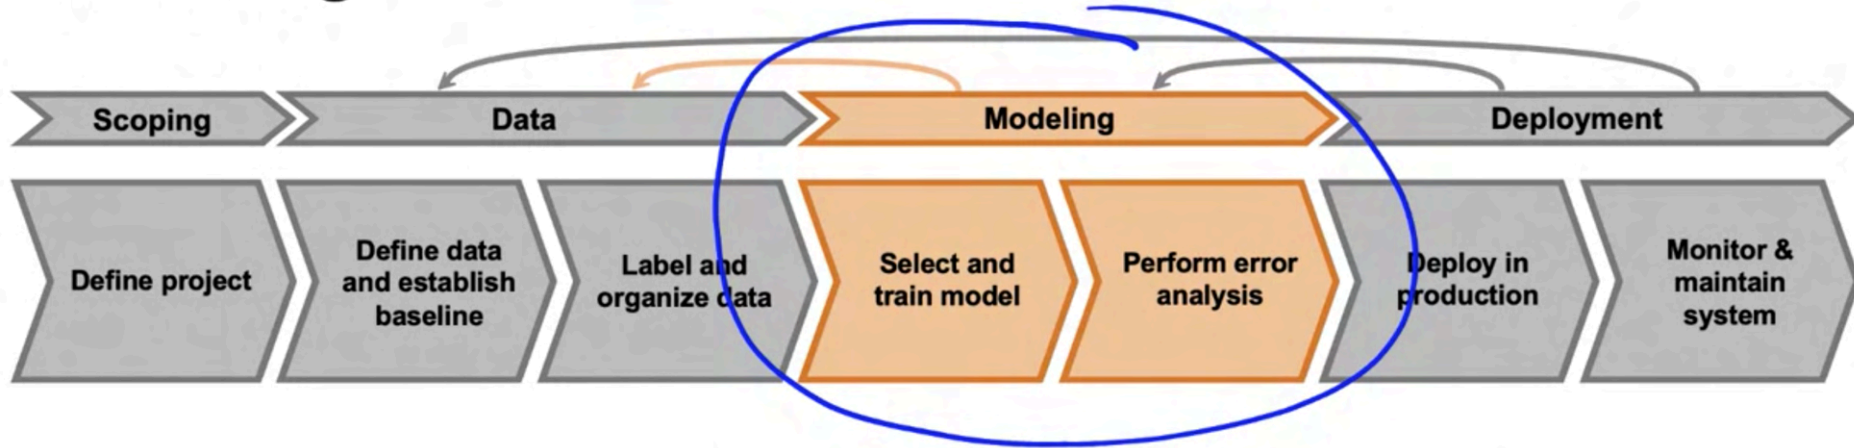 Scoping
Data
Modeling
Deployment
Define project
Define data
and establish
baseline
Label and
organize data
Select and
train model
Perform error
analysis
Deploy in
production
Monitor &
maintain
system